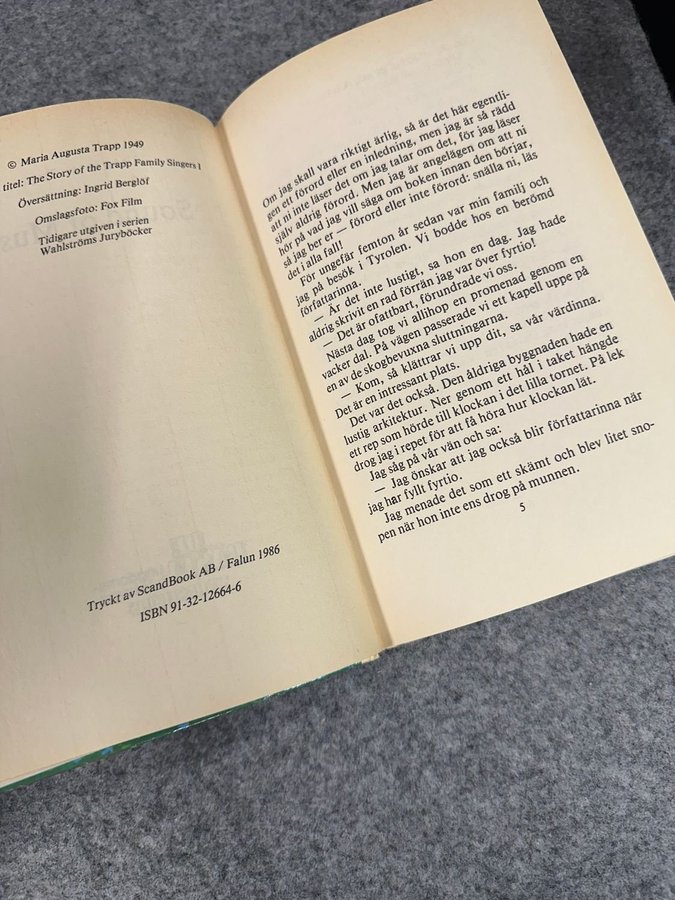 © Maria Augusta Trapp 1949
titel: The Story of the Trapp Family Singers I
Översättning: Ingrid Berglöf
Omslagsfoto: Fox Film
Tidigare utgiven i serien
Wahlströms Juryböcker
Tryckt av ScandBook AB / Falun 1986
ISBN 91-32-12664-6
Om jag skall vara riktigt ärlig, så är det här egentli-
gen ett förord eller en inledning, men jag är så rädd
att ni inte läser det om jag talar om det, för jag läser
själv aldrig förord. Men jag är angelägen om att ni
hör på vad jag vill säga om boken innan den börjar,
så jag ber er — förord eller inte förord: snälla ni, läs
det i alla fall!
För ungefär femton år sedan var min familj och
jag på besök i Tyrolen. Vi bodde hos en berömd
författarinna.
— Är det inte lustigt, sa hon en dag. Jag hade
aldrig skrivit en rad förrän jag var över fyrtio!
— Det är ofattbart, förundrade vi oss.
Nästa dag tog vi allihop en promenad genom en
vacker dal. På vägen passerade vi ett kapell uppe på
en av de skogbevuxna sluttningarna.
— Kom, så klättrar vi upp dit, sa vår värdinna.
Det är en intressant plats.
Det var det också. Den åldriga byggnaden hade en
lustig arkitektur. Ner genom ett hål i taket hängde
ett rep som hörde till klockan i det lilla tornet. På lek
drog jag i repet för att få höra hur klockan lät.
Jag såg på vår vän och sa:
— Jag önskar att jag också blir författarinna när
jag har fyllt fyrtio.
Jag menade det som ett skämt och blev litet sno-
pen när hon inte ens drog på munnen.
5